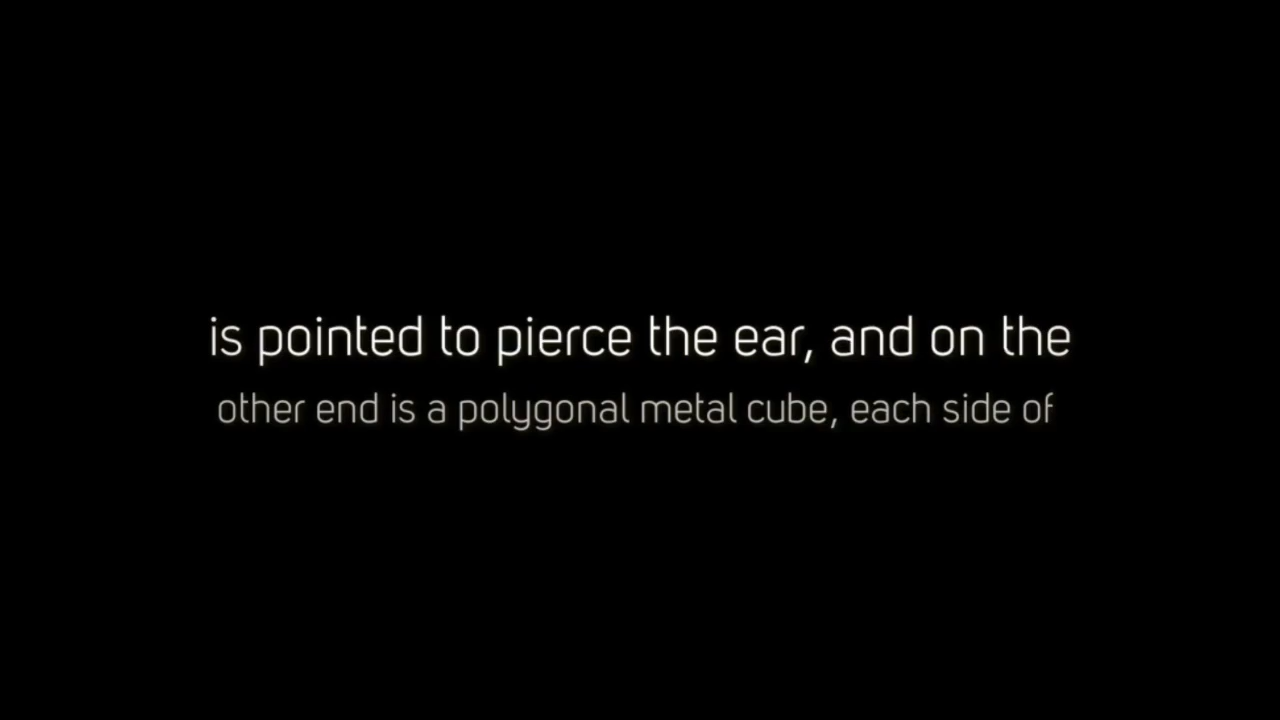 is pointed to pierce the ear, and on the
other end is a polygonal metal cube, each side of